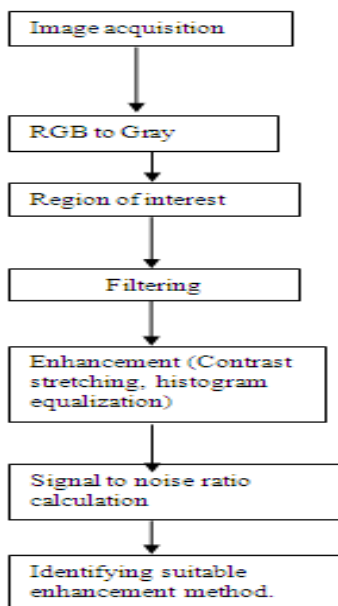 Image acquisition
RGB to Gray
Region of interest
Filtering
Enhancement (Contrast
stretching, histogram
equalization)
Signal to noise ratio
calculation
Identifying suitable
enhancement method.